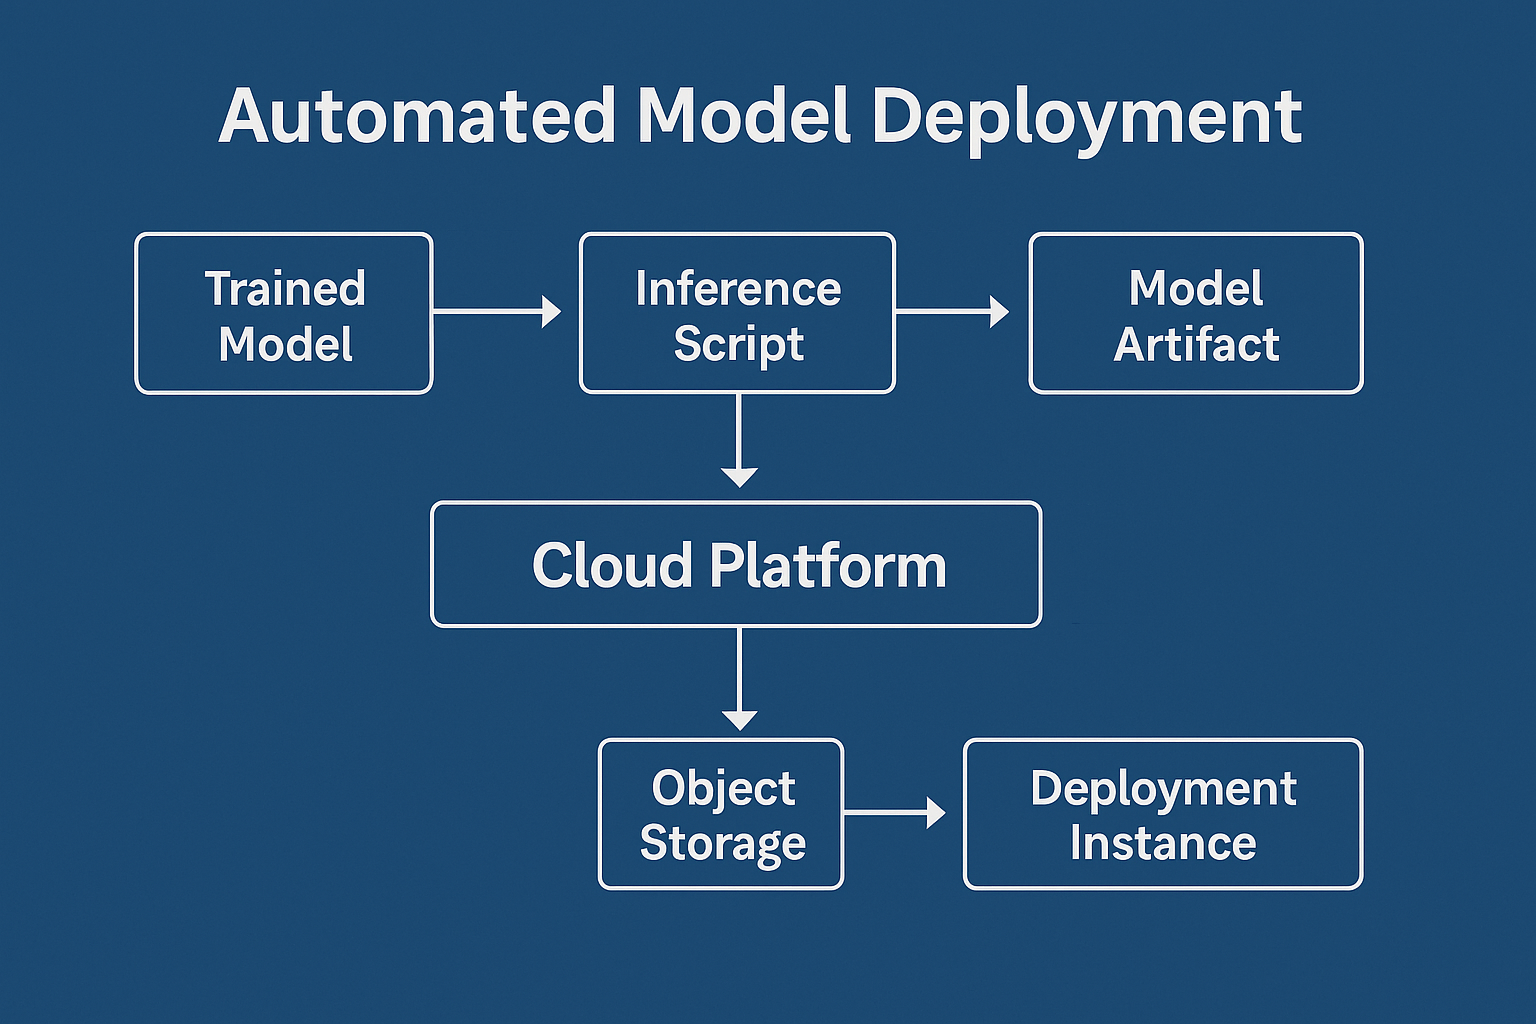 Automated Model Deployment
Trained
Model
Inference
Script
Model
Artifact
Cloud Platform
Object
Storage
Deployment
Instance